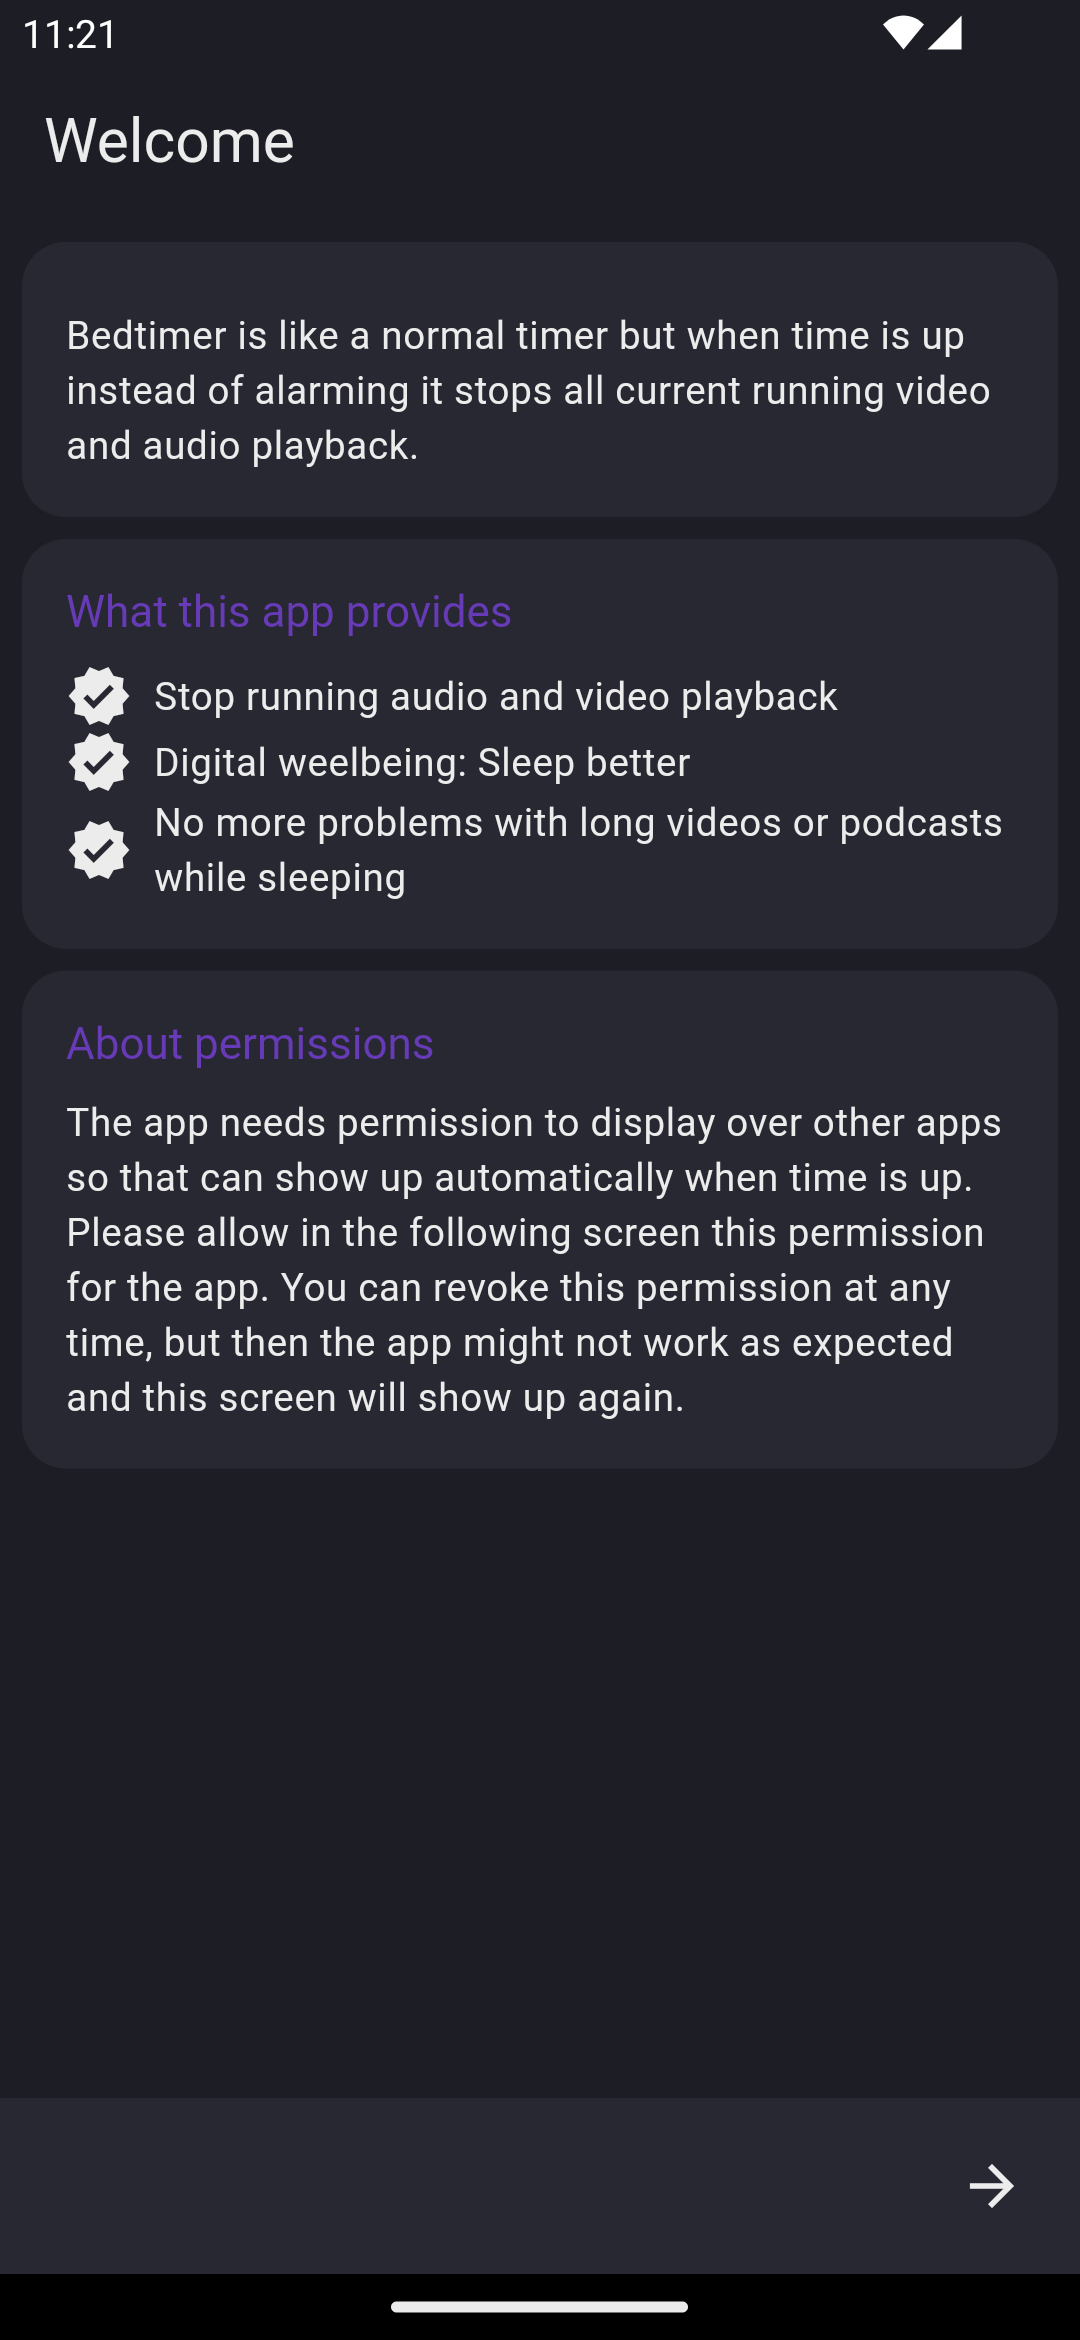 11:21
Welcome
Bedtimer is like a normal timer but when time is up
instead of alarming it stops all current running video
and audio playback.
What this app provides
Stop running audio and video playback
Digital weelbeing: Sleep better
No more problems with long videos or podcasts
while sleeping
About permissions
The app needs permission to display over other apps
so that can show up automatically when time is up.
Please allow in the following screen this permission
for the app. You can revoke this permission at any
time, but then the app might not work as expected
and this screen will show up again.